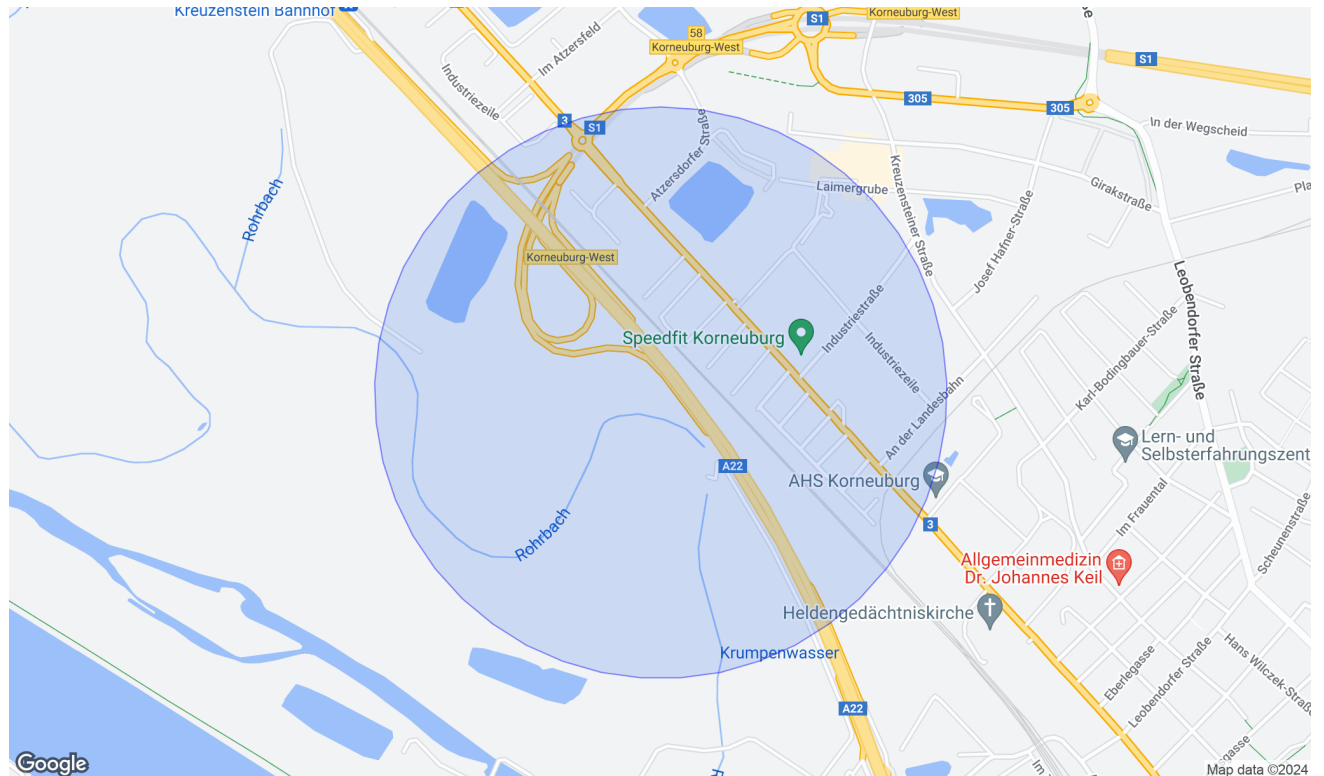 Kreuzenstein Bahnhof
S1
Korneuburg-West
58
Korneuburg-West
Im Atzersfeld
S1
Industriezeile
305
305
3
S1
An der Wegscheid
Atzersdorfer Straße
Kreuzensteiner Straße
Laimergrube
Girakstraße
Rohrbach
Josef Hafner-Straße
Korneuburg-West
Leobendorfer Straße
Industriestraße
Speedfit Korneuburg
Industriezeile
Karl-Bodingbauer-Straße
An der Landesbahn
Lern- und
Selbsterfahrungszent
A22
AHS Korneuburg
Im Frauental
Scheunenstraße
3
Rohrbach
Allgemeinmedizin
Dr. Johannes Keil
Heldengedächtniskirche
Krumpenwasser
Hans Wilczek-Straße
Eberlegasse
Leobendorfer Straße
A22
Google
Map data ©2024